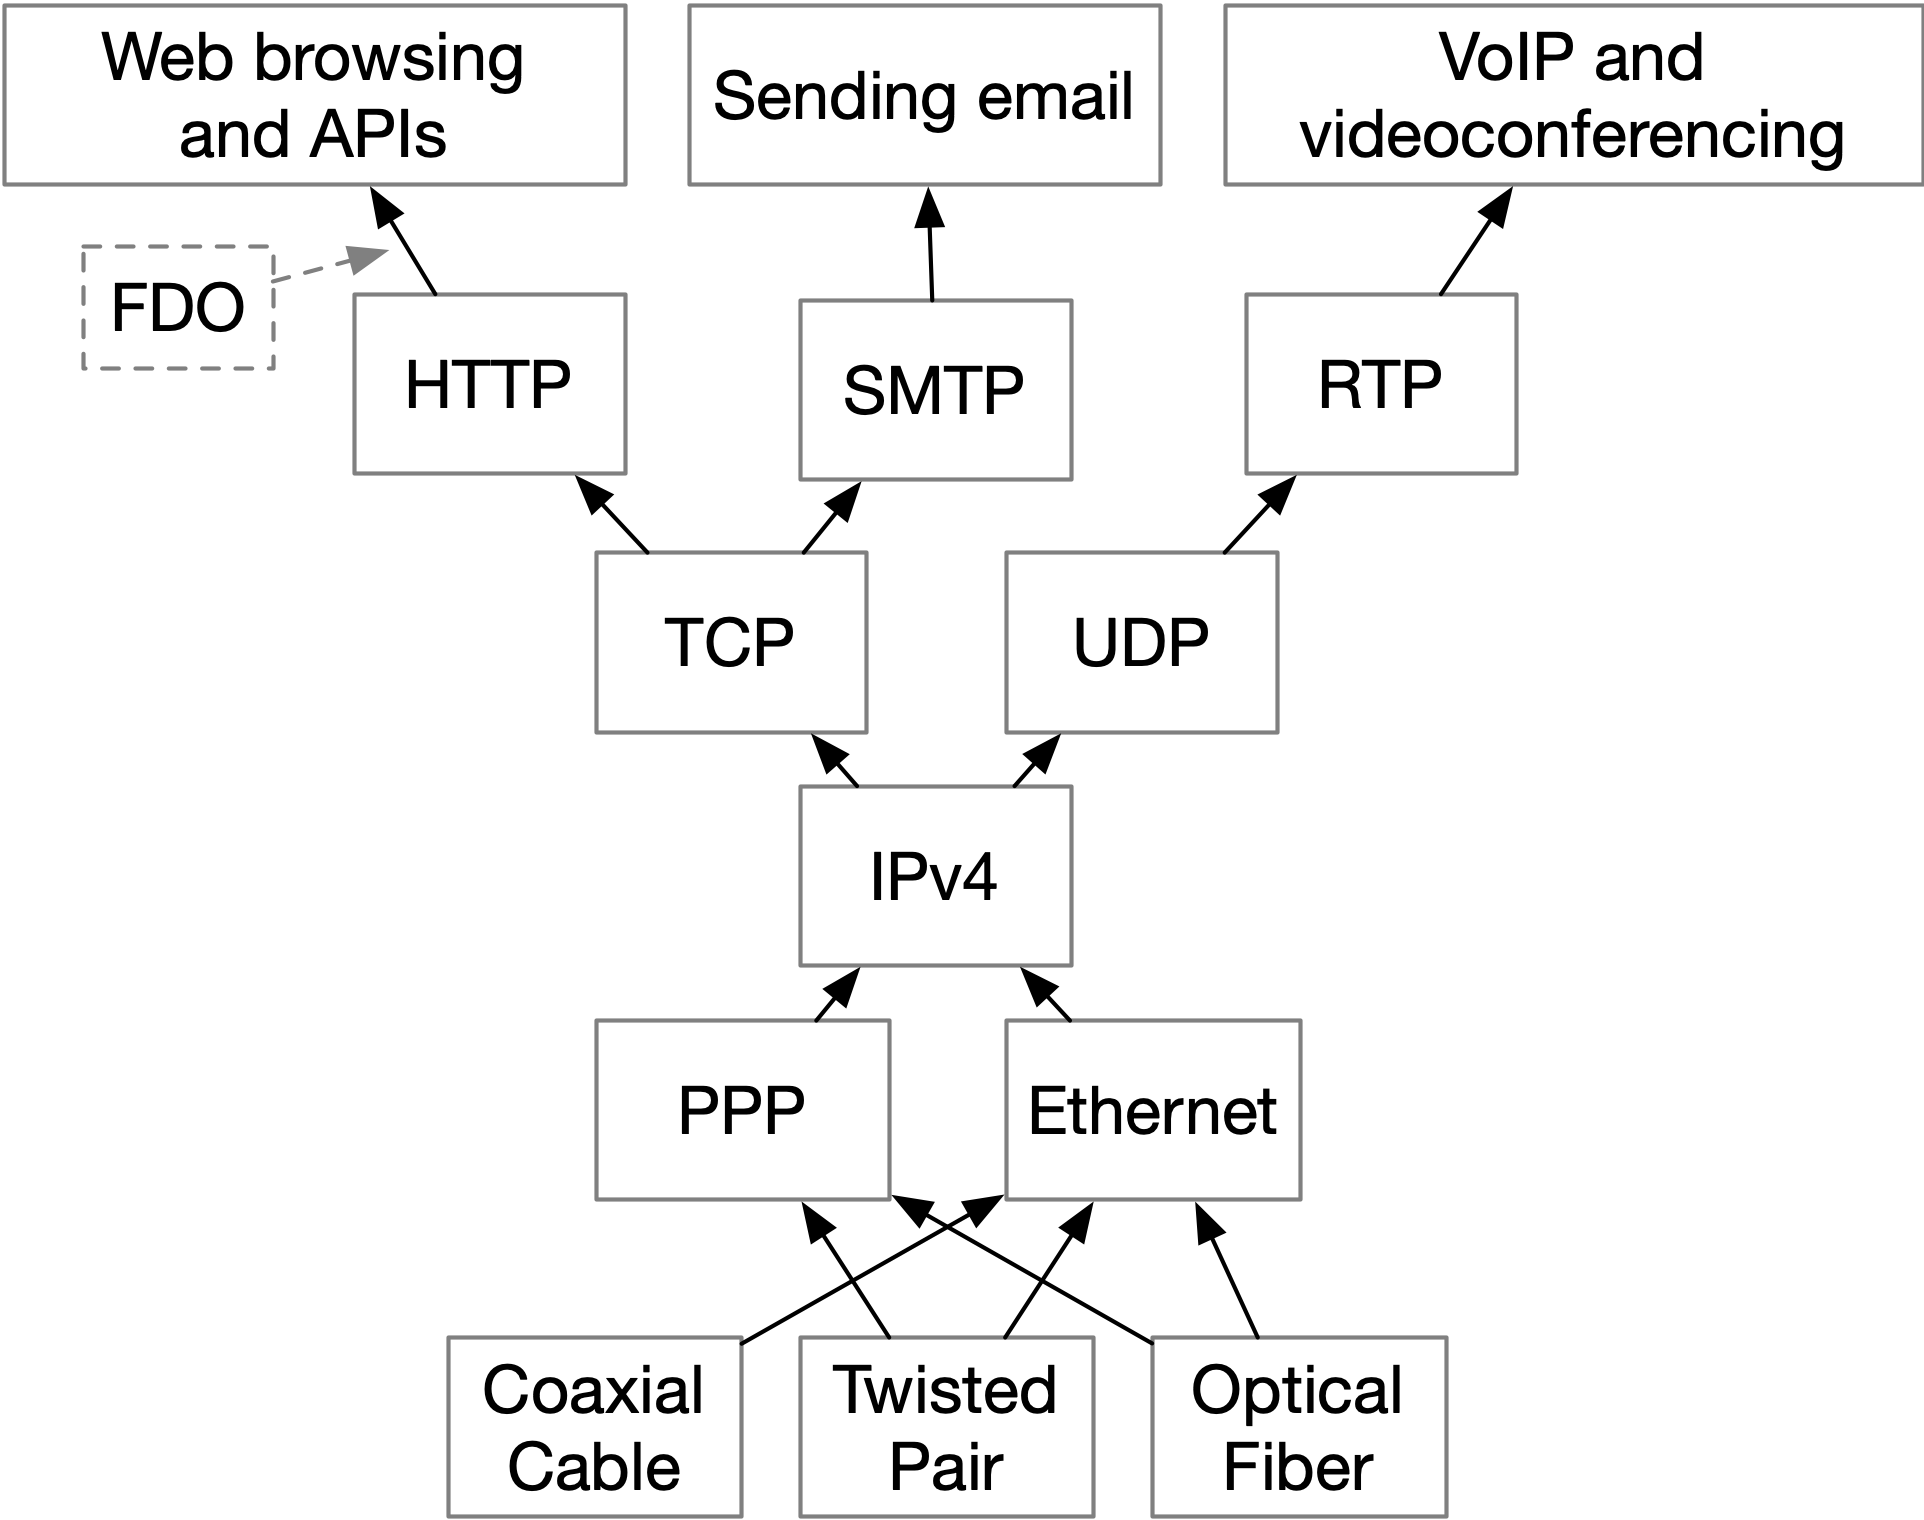 Web browsing
and APIs
Sending email
VoIP and
videoconferencing
FDO
HTTP
SMTP
RTP
TCP
UDP
IPv4
PPP
Ethernet
Coaxial
Cable
Twisted
Pair
Optical
Fiber